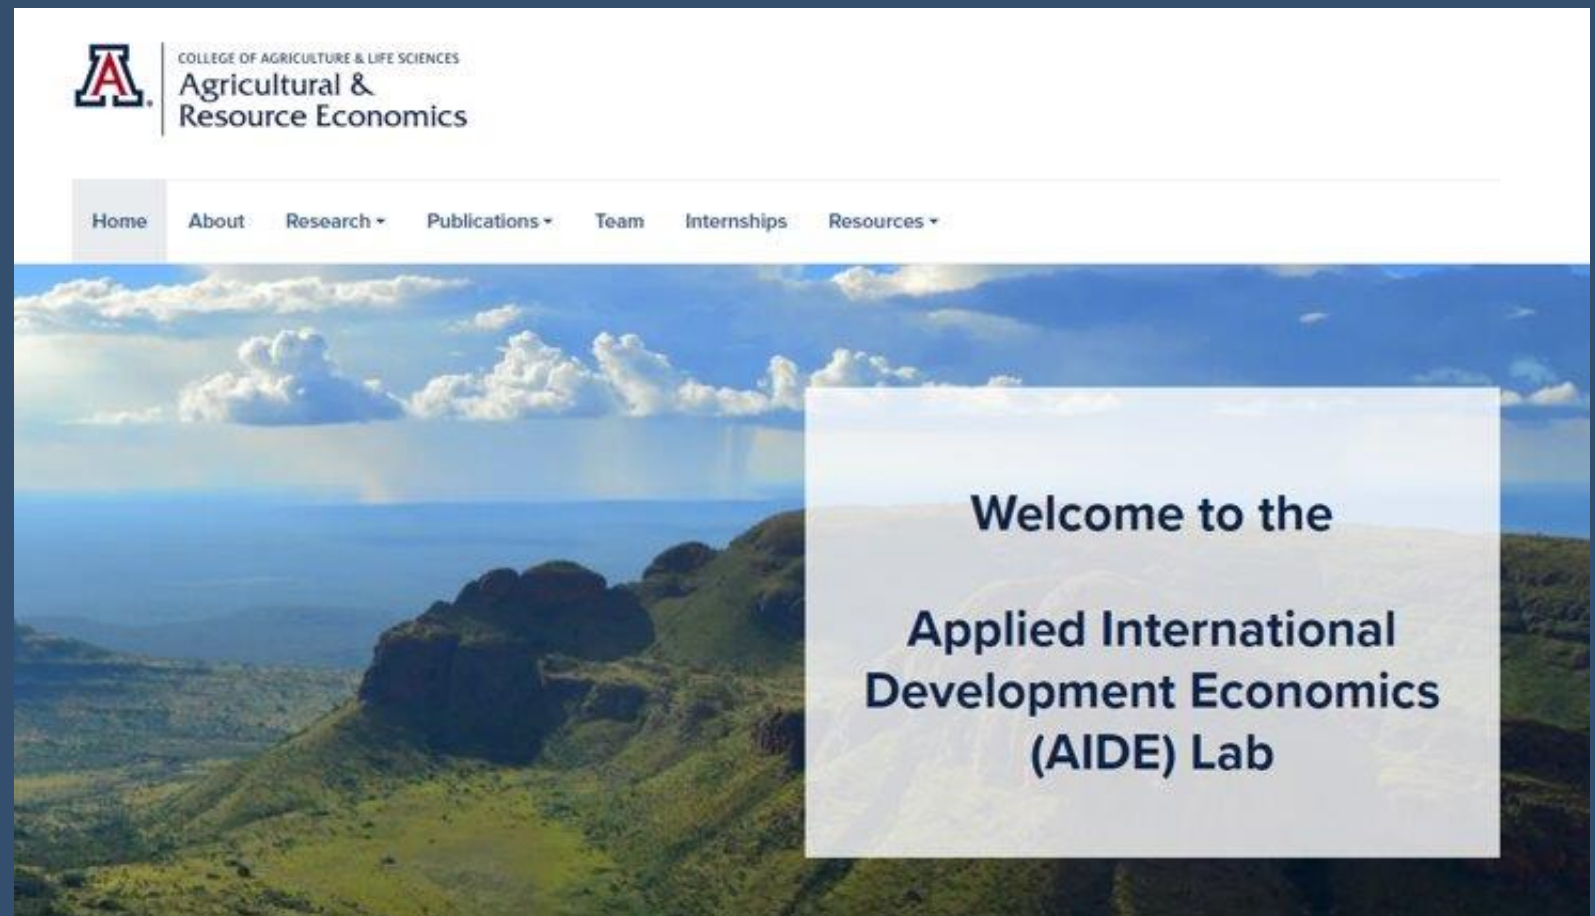 A
COLLEGE OF AGRICULTURE & LIFE SCIENCES
Agricultural &
Resource Economics
Home About Research Publications Team Internships Resources
Welcome to the
Applied International
Development Economics
(AIDE) Lab